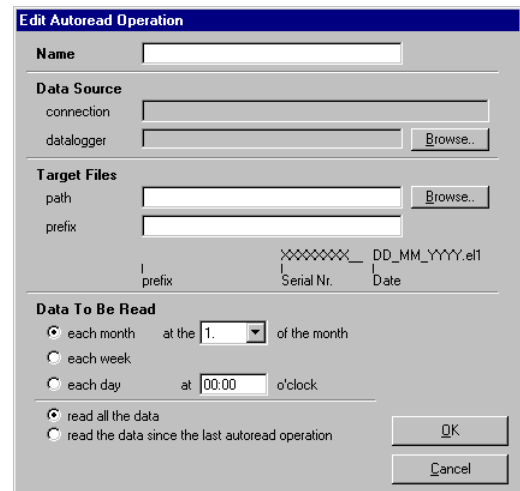 Edit Autoread Operation
Name
Data Source
connection
datalogger Browse..
Target Files
path Browse..
prefix
XXXXXXXX__ DD_MM_YYYY.el1
prefix Serial Nr. Date
Data To Be Read
each month at the 1. of the month
each week
each day at 00:00 o'clock
read all the data
read the data since the last autoread operation
OK
Cancel